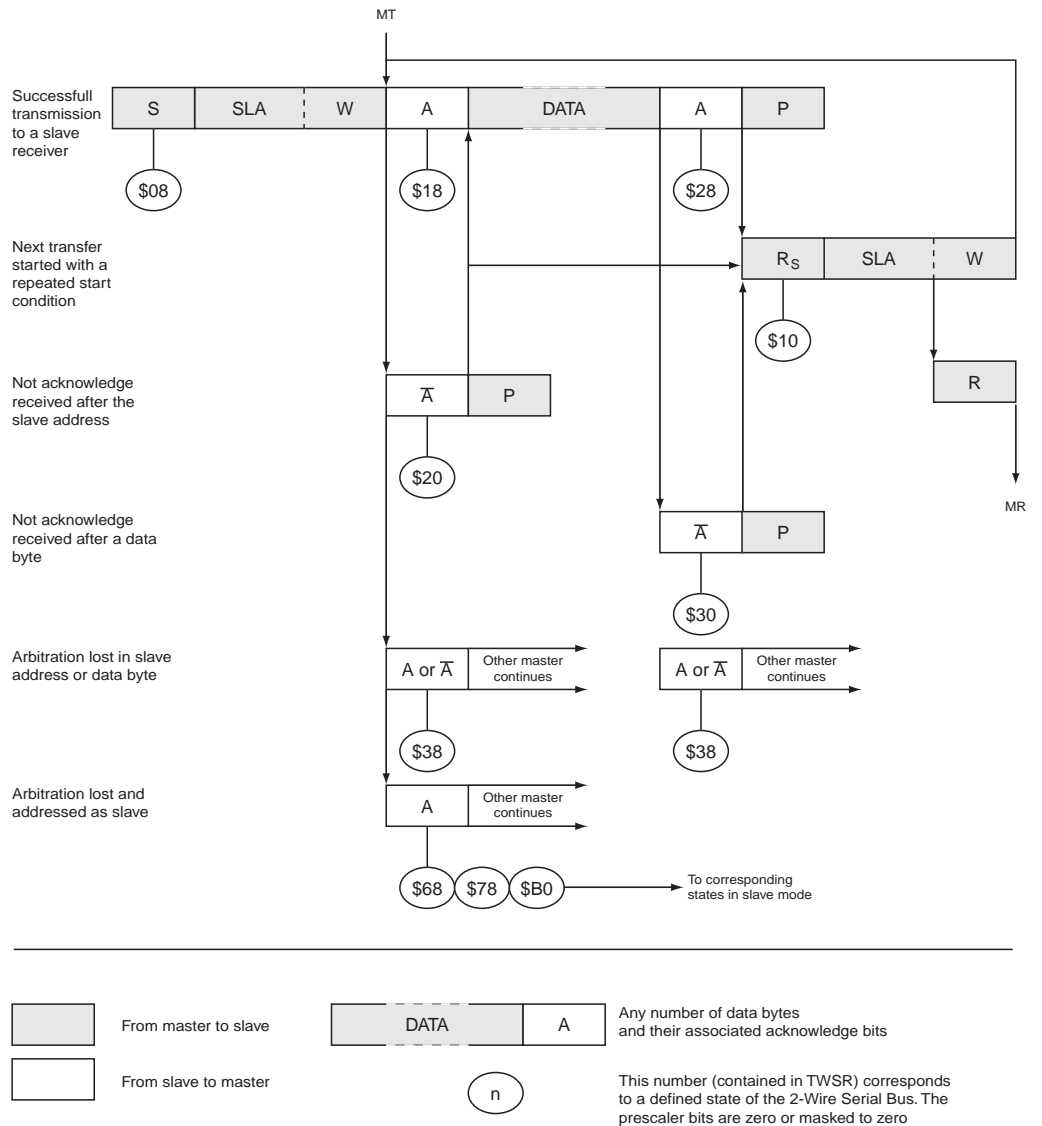 MT
Successfull
transmission
to a slave
receiver
S SLA W A DATA A P
$08 $18 $28
Next transfer
started with a
repeated start
condition
RS SLA W
$10
Not acknowledge
received after the
slave address
A̅ P
R
$20
MR
Not acknowledge
received after a data
byte
A̅ P
$30
Arbitration lost in slave
address or data byte
A or A̅ Other master
continues
A or A̅ Other master
continues
$38 $38
Arbitration lost and
addressed as slave
A Other master
continues
$68 $78 $B0
To corresponding
states in slave mode
From master to slave
DATA A
Any number of data bytes
and their associated acknowledge bits
From slave to master
n
This number (contained in TWSR) corresponds
to a defined state of the 2-Wire Serial Bus. The
prescaler bits are zero or masked to zero